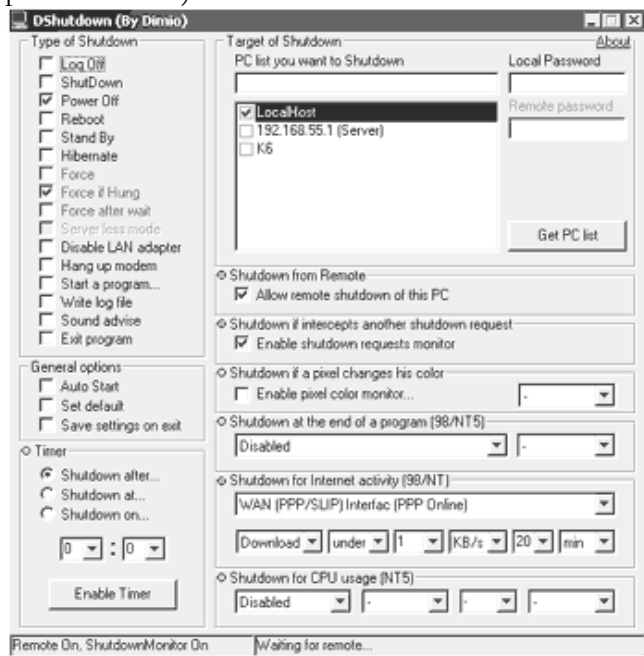 DShutdown (By Dimio)
Type of Shutdown
Log Off
ShutDown
Power Off
Reboot
Stand By
Hibernate
Force
Force if Hung
Force after wait
Server less mode
Disable LAN adapter
Hang up modem
Start a program...
Write log file
Sound advise
Exit program
General options
Auto Start
Set default
Save settings on exit
Timer
Shutdown after...
Shutdown at...
Shutdown on...
0 : 0
Enable Timer
Target of Shutdown
About
PC list you want to Shutdown
Local Password
LocalHost
192.168.55.1 (Server)
K6
Remote password
Get PC list
Shutdown from Remote
Allow remote shutdown of this PC
Shutdown if intercepts another shutdown request
Enable shutdown requests monitor
Shutdown if a pixel changes his color
Enable pixel color monitor... -
Shutdown at the end of a program (98/NT5)
Disabled -
Shutdown for Internet activity (98/NT)
WAN (PPP/SLIP) Interfac (PPP Online)
Download under 1 KB/s 20 min
Shutdown for CPU usage (NT5)
Disabled - - -
Remote On, ShutdownMonitor On Waiting for remote...